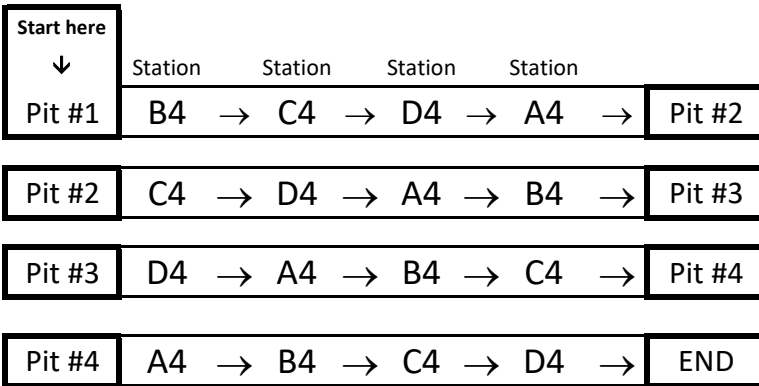 Start here
↓
Station Station Station Station
Pit #1 B4 → C4 → D4 → A4 → Pit #2
Pit #2 C4 → D4 → A4 → B4 → Pit #3
Pit #3 D4 → A4 → B4 → C4 → Pit #4
Pit #4 A4 → B4 → C4 → D4 → END